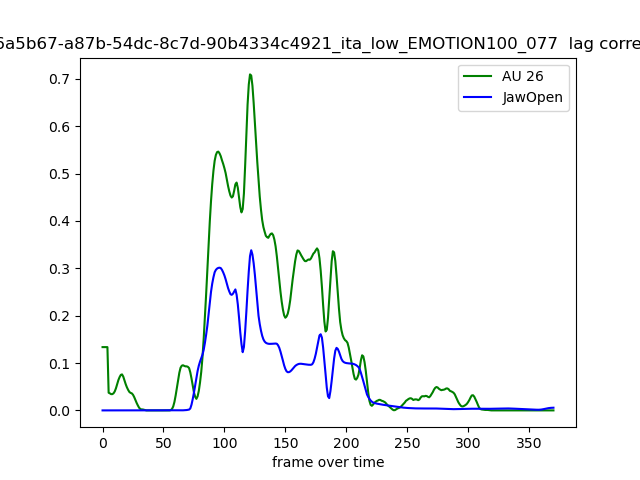 6a5b67-a87b-54dc-8c7d-90b4334c4921_ita_low_EMOTION100_077 lag corre
AU 26
JawOpen
0.7
0.6
0.5
0.4
0.3
0.2
0.1
0.0
0 50 100 150 200 250 300 350
frame over time